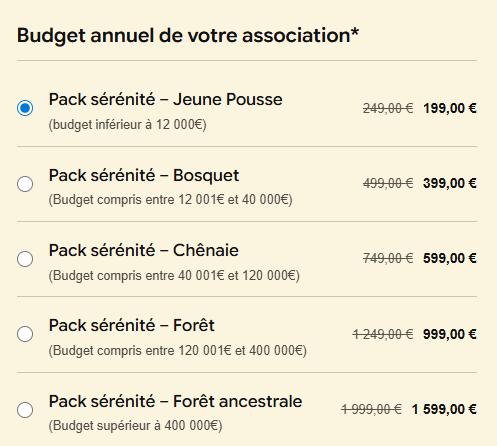 Budget annuel de votre association*
Pack sérénité – Jeune Pousse 249,00 € 199,00 €
(budget inférieur à 12 000€)
Pack sérénité – Bosquet 499,00 € 399,00 €
(Budget compris entre 12 001€ et 40 000€)
Pack sérénité – Chênaie 749,00 € 599,00 €
(Budget compris entre 40 001€ et 120 000€)
Pack sérénité – Forêt 1 249,00 € 999,00 €
(Budget compris entre 120 001€ et 400 000€)
Pack sérénité – Forêt ancestrale 1 999,00 € 1 599,00 €
(Budget supérieur à 400 000€)